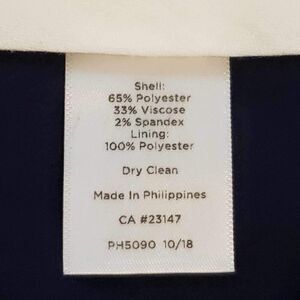 Shell:
65% Polyester
33% Viscose
2% Spandex
Lining:
100% Polyester
Dry Clean
Made In Philippines
CA #23147
PH5090 10/18